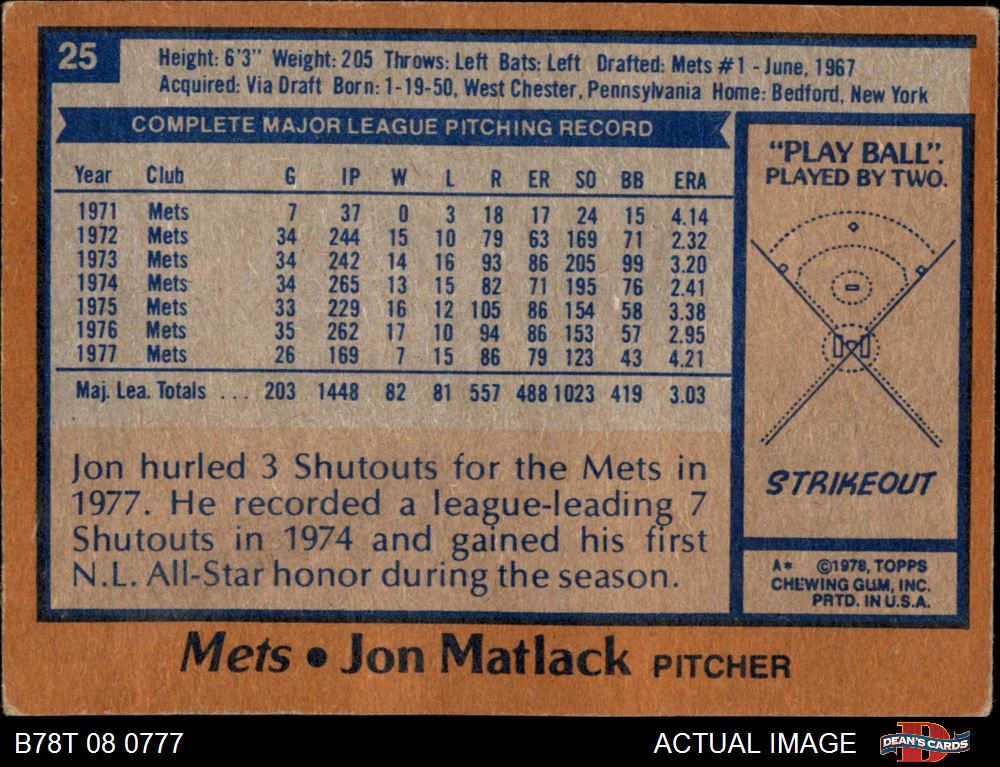 25
Height: 6'3" Weight: 205 Throws: Left Bats: Left Drafted: Mets #1 - June, 1967
Acquired: Via Draft Born: 1-19-50, West Chester, Pennsylvania Home: Bedford, New York
COMPLETE MAJOR LEAGUE PITCHING RECORD
Year Club G IP W L R ER SO BB ERA
1971 Mets 7 37 0 3 18 17 24 15 4.14
1972 Mets 34 244 15 10 79 63 169 71 2.32
1973 Mets 34 242 14 16 93 86 205 99 3.20
1974 Mets 34 265 13 15 82 71 195 76 2.41
1975 Mets 33 229 16 12 105 86 154 58 3.38
1976 Mets 35 262 17 10 94 86 153 57 2.95
1977 Mets 26 169 7 15 86 79 123 43 4.21
Maj. Lea. Totals ... 203 1448 82 81 557 488 1023 419 3.03
Jon hurled 3 Shutouts for the Mets in
1977. He recorded a league-leading 7
Shutouts in 1974 and gained his first
N.L. All-Star honor during the season.
"PLAY BALL".
PLAYED BY TWO.
STRIKEOUT
A* ©1978, TOPPS
CHEWING GUM, INC.
PRTD. IN U.S.A.
Mets • Jon Matlack PITCHER
B78T 08 0777
ACTUAL IMAGE
D
DEAN'S CARDS